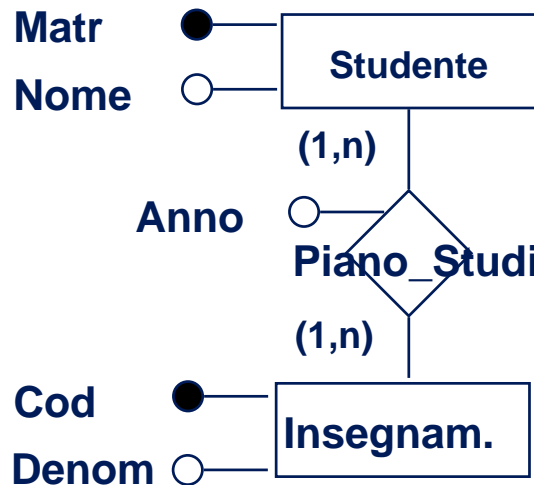 Matr
Studente
Nome
(1,n)
Anno
Piano_Studi
(1,n)
Cod
Insegnam.
Denom